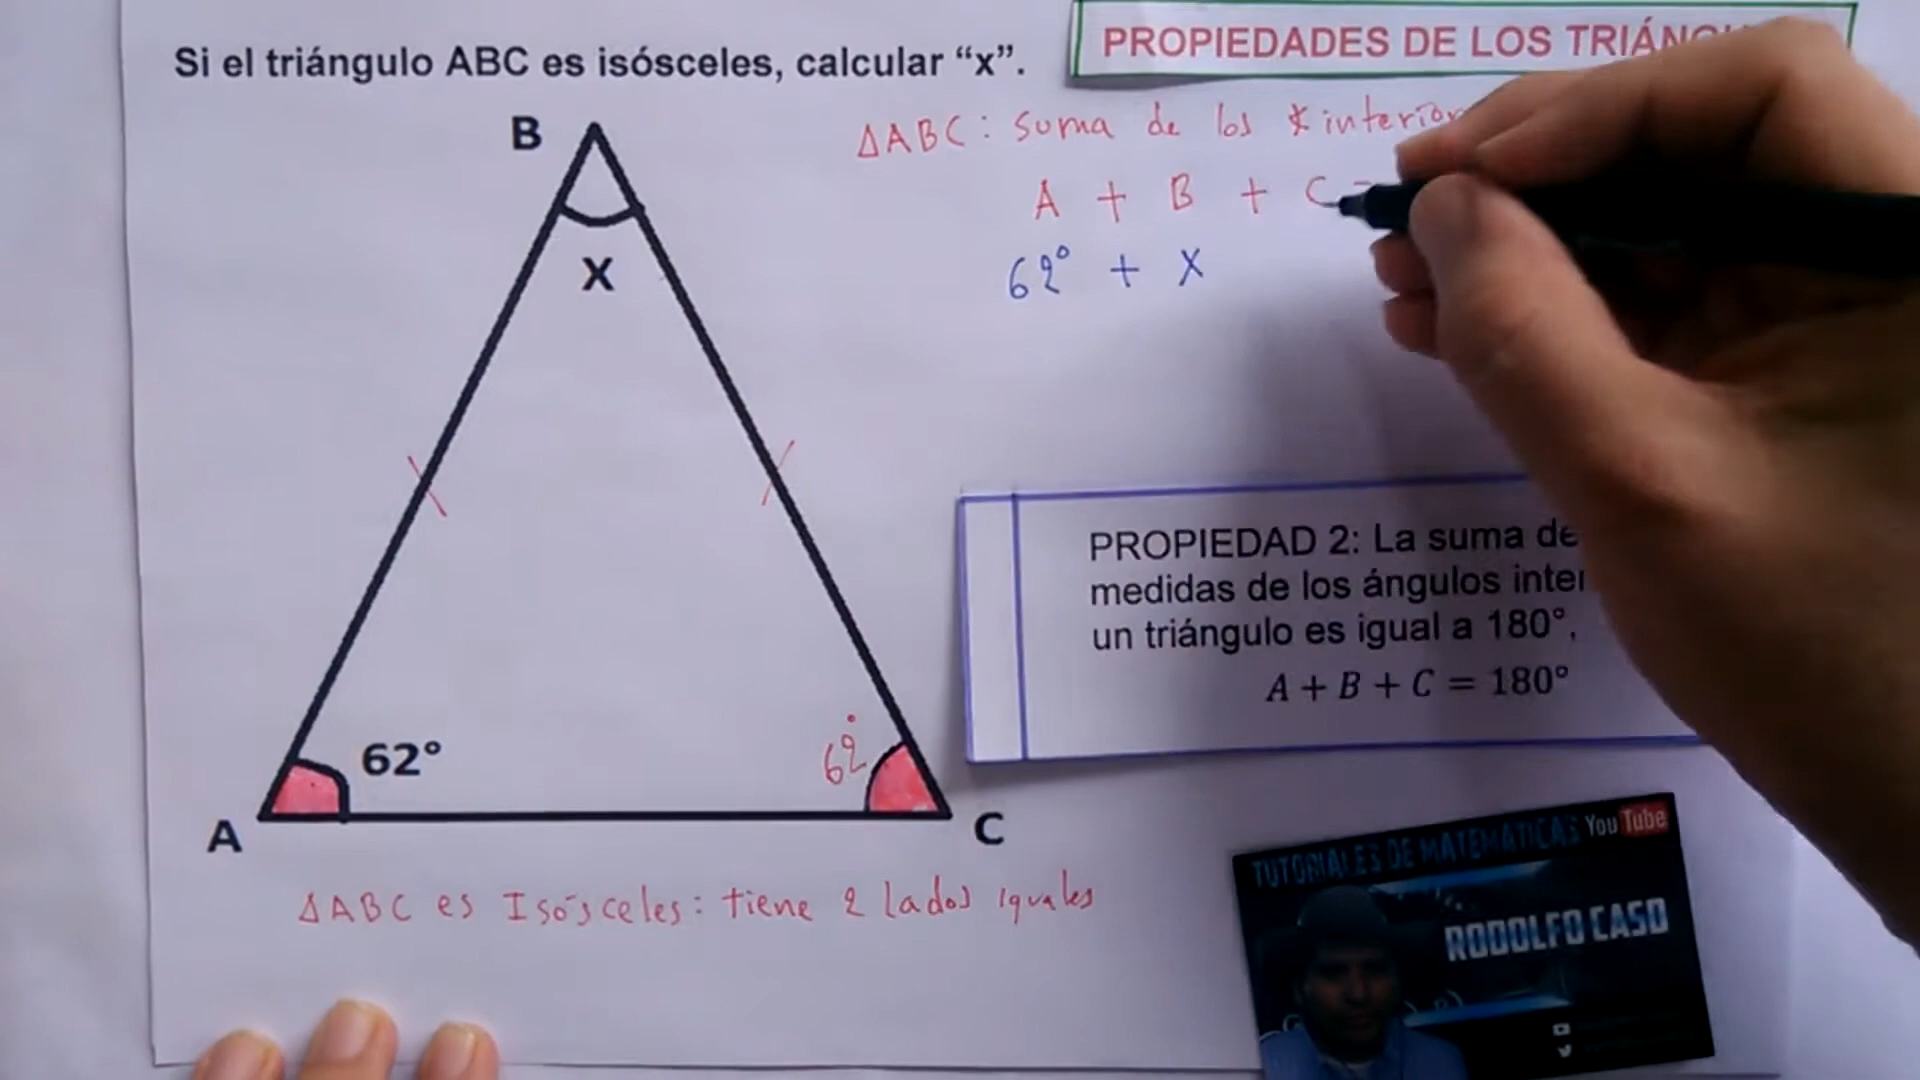 Si el triángulo ABC es isósceles, calcular “x”.
PROPIEDADES DE LOS
ΔABC: suma de los ∢ interior
A + B + C =
62° + X
B
X
62°
62°
A
C
PROPIEDAD 2: La suma de
medidas de los ángulos inter
un triángulo es igual a 180°,
A + B + C = 180°
ΔABC es Isósceles: tiene 2 lados iguales
TUTORIALES DE MATEMÁTICAS YouTube
RODOLFO CASO